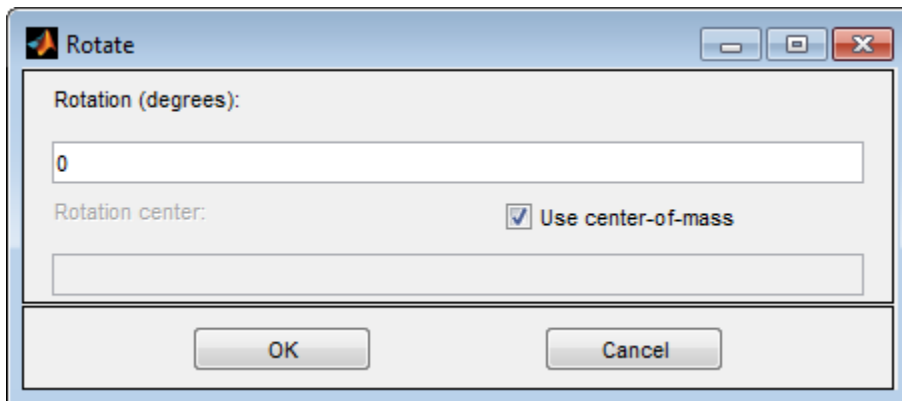 Rotate
Rotation (degrees):
0
Rotation center:
Use center-of-mass
OK
Cancel